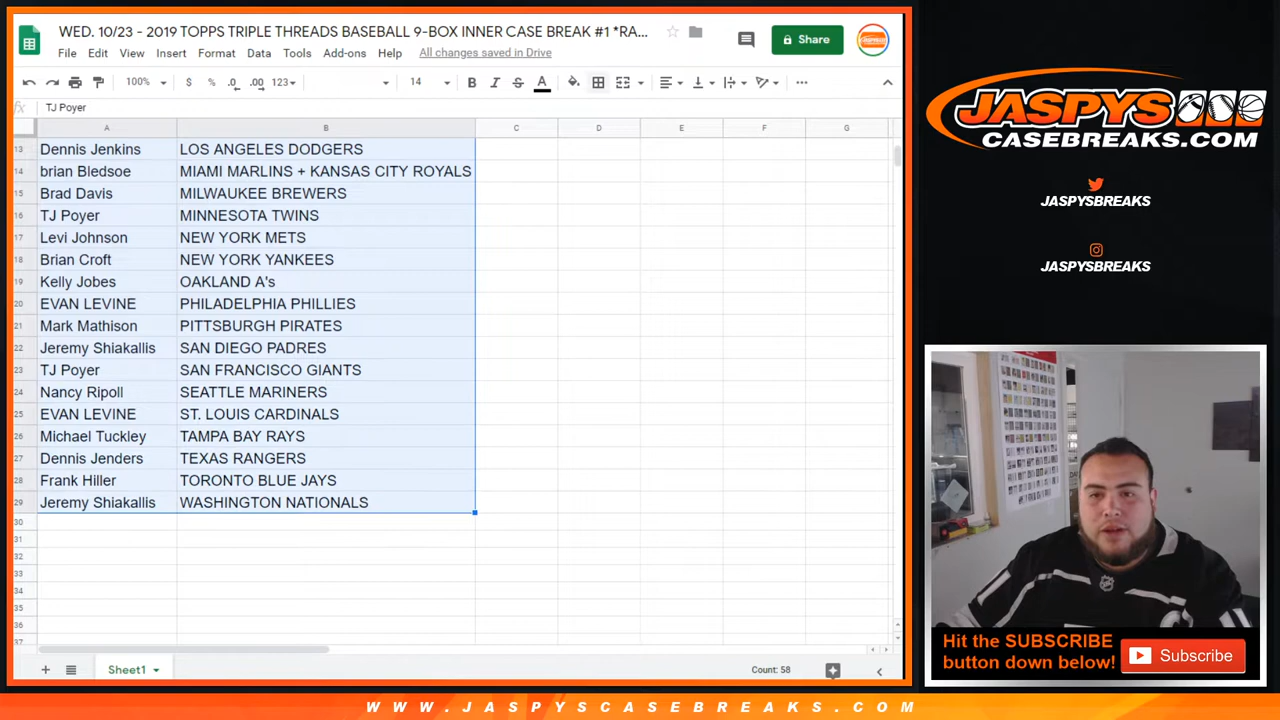 WED. 10/23 - 2019 TOPPS TRIPLE THREADS BASEBALL 9-BOX INNER CASE BREAK #1 *RA...
File Edit View Insert Format Data Tools Add-ons Help All changes saved in Drive
Share
100% $ % .0 .00 123 14 B I S A
fx TJ Poyer
A B C D E F G
13 Dennis Jenkins LOS ANGELES DODGERS
14 brian Bledsoe MIAMI MARLINS + KANSAS CITY ROYALS
15 Brad Davis MILWAUKEE BREWERS
16 TJ Poyer MINNESOTA TWINS
17 Levi Johnson NEW YORK METS
18 Brian Croft NEW YORK YANKEES
19 Kelly Jobes OAKLAND A's
20 EVAN LEVINE PHILADELPHIA PHILLIES
21 Mark Mathison PITTSBURGH PIRATES
22 Jeremy Shiakallis SAN DIEGO PADRES
23 TJ Poyer SAN FRANCISCO GIANTS
24 Nancy Ripoll SEATTLE MARINERS
25 EVAN LEVINE ST. LOUIS CARDINALS
26 Michael Tuckley TAMPA BAY RAYS
27 Dennis Jenders TEXAS RANGERS
28 Frank Hiller TORONTO BLUE JAYS
29 Jeremy Shiakallis WASHINGTON NATIONALS
30
31
32
33
34
35
36
37
Sheet1
Count: 58
JASPYS
CASEBREAKS.COM
JASPYSBREAKS
JASPYSBREAKS
Hit the SUBSCRIBE
button down below!
Subscribe
WWW.JASPYSCASEBREAKS.COM